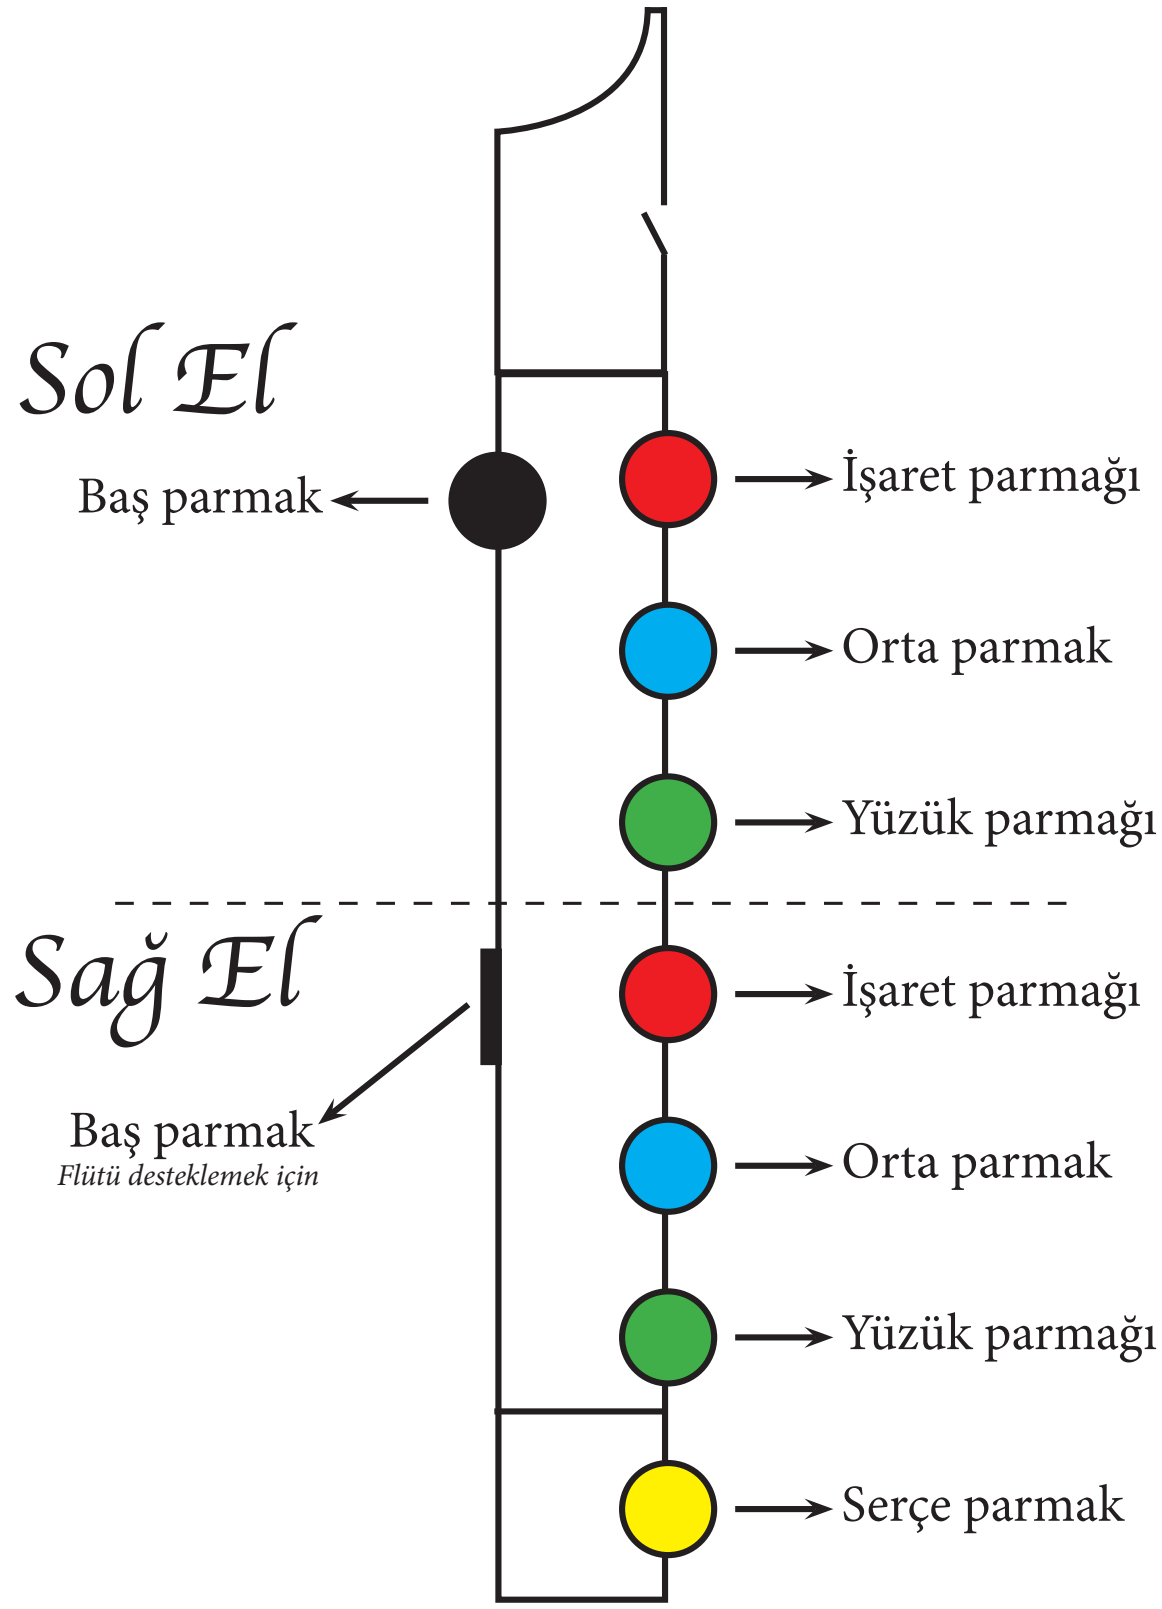 Sol El
Baş parmak
İşaret parmağı
Orta parmak
Yüzük parmağı
Sağ El
Baş parmak
Flütü desteklemek için
İşaret parmağı
Orta parmak
Yüzük parmağı
Serçe parmak